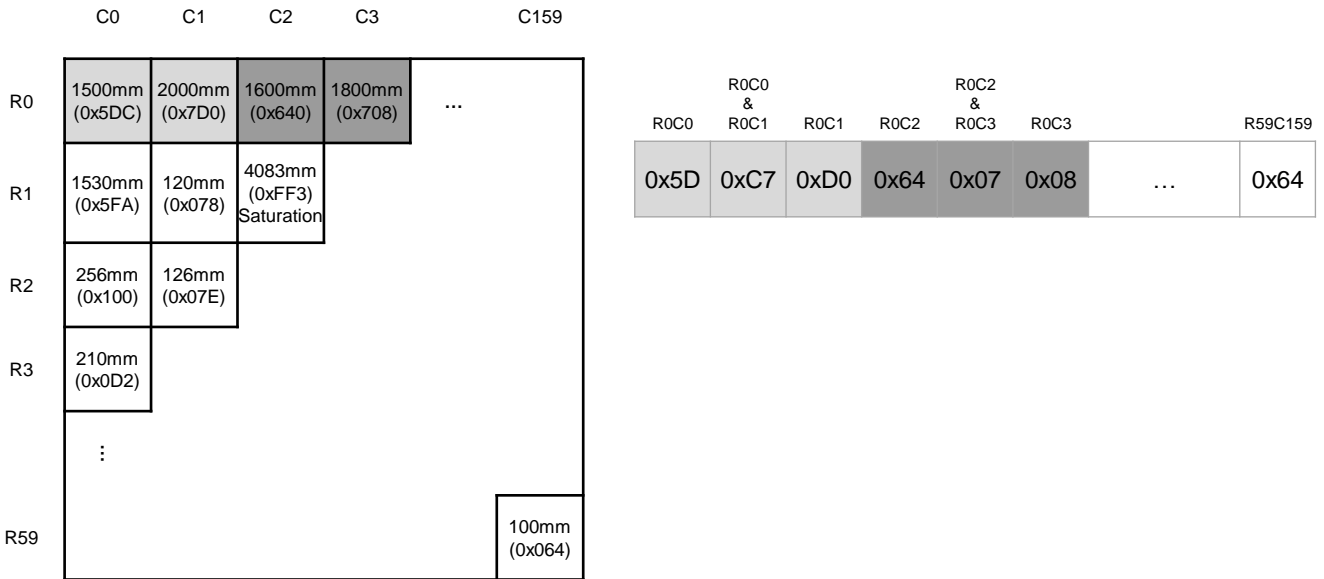 C0 C1 C2 C3 C159
R0
1500mm
(0x5DC)
2000mm
(0x7D0)
1600mm
(0x640)
1800mm
(0x708)
...
R1
1530mm
(0x5FA)
120mm
(0x078)
4083mm
(0xFF3)
Saturation
R2
256mm
(0x100)
126mm
(0x07E)
R3
210mm
(0x0D2)
...
R59
100mm
(0x064)
R0C0
R0C0
&
R0C1
R0C1
R0C2
R0C2
&
R0C3
R0C3
R59C159
0x5D 0xC7 0xD0 0x64 0x07 0x08 ... 0x64